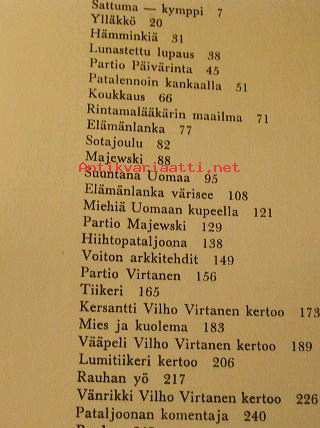 Sattuma — kymppi 7
Ylläkkö 20
Hämminkiä 31
Lunastettu lupaus 38
Partio Päivärinta 45
Patalennoin kankaalla 51
Koukkaus 66
Rintamalääkärin maailma 71
Elämänlanka 77
Sotajoulu 82
Antikvariaatti.net
Majewski 88
Suuntana Uomaa 95
Elämänlanka värisee 108
Miehiä Uomaan kupeella 121
Partio Majewski 129
Hiihtopataljoona 138
Voiton arkkitehdit 149
Partio Virtanen 156
Tiikeri 165
Kersantti Vilho Virtanen kertoo 173
Mies ja kuolema 183
Vääpeli Vilho Virtanen kertoo 189
Lumitiikeri kertoo 206
Rauhan yö 217
Vänrikki Vilho Virtanen kertoo 226
Pataljoonan komentaja 240